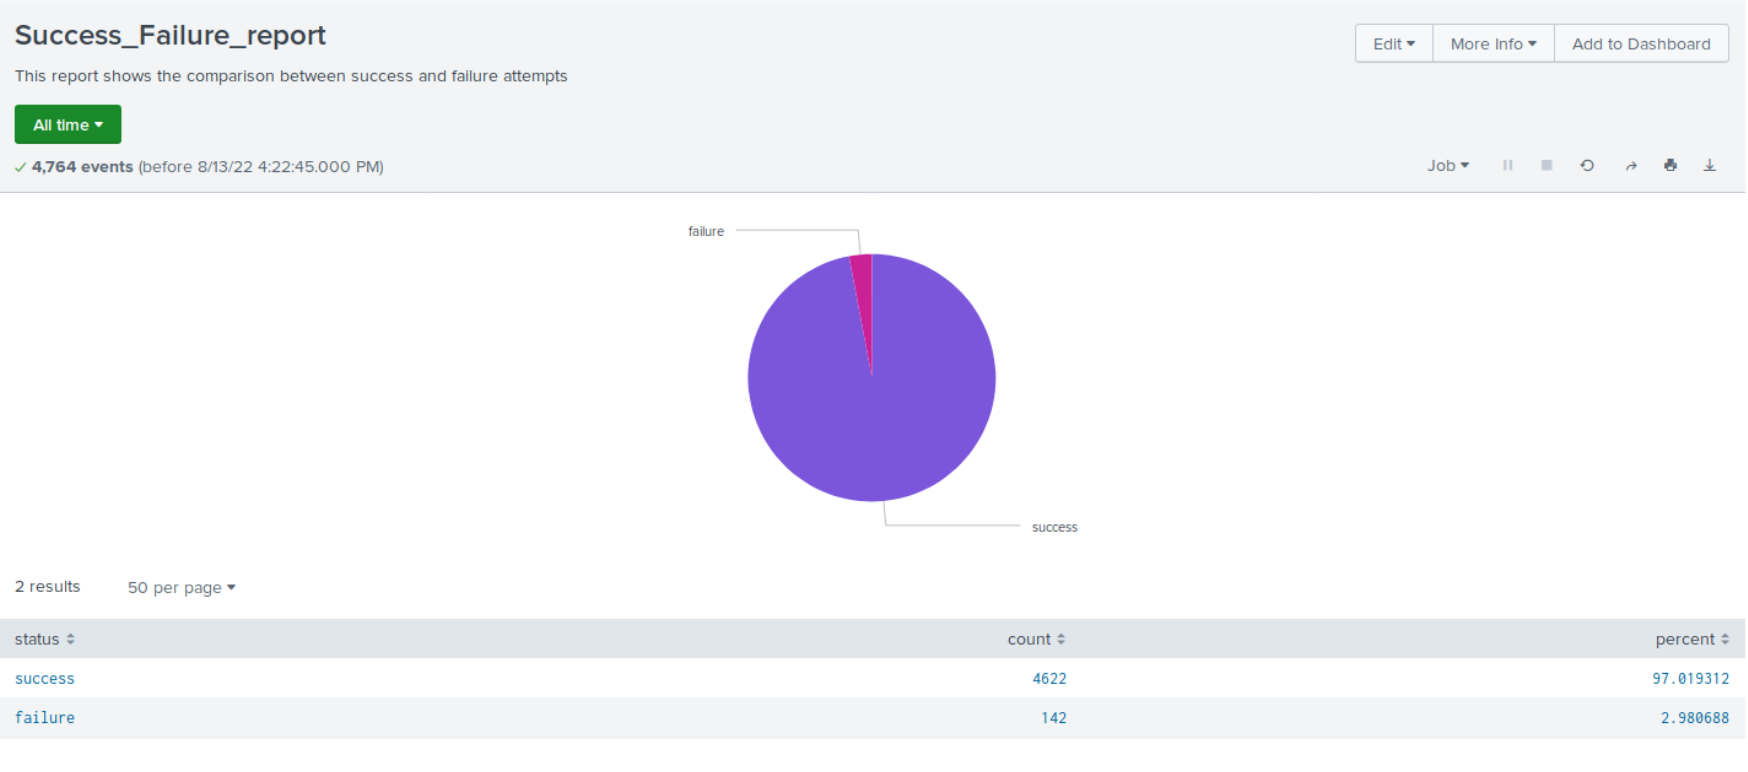 Success_Failure_report
Edit More Info Add to Dashboard
This report shows the comparison between success and failure attempts
All time
4,764 events (before 8/13/22 4:22:45.000 PM)
Job
failure
success
2 results 50 per page
status count percent
success 4622 97.019312
failure 142 2.980688